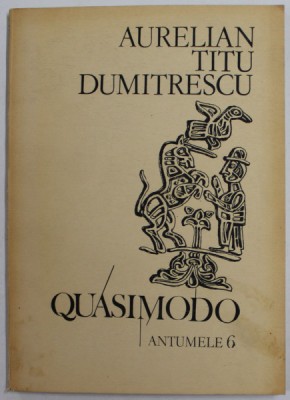 AURELIAN
TITU
DUMITRESCU
QUASIMODO
ANTUMELE 6